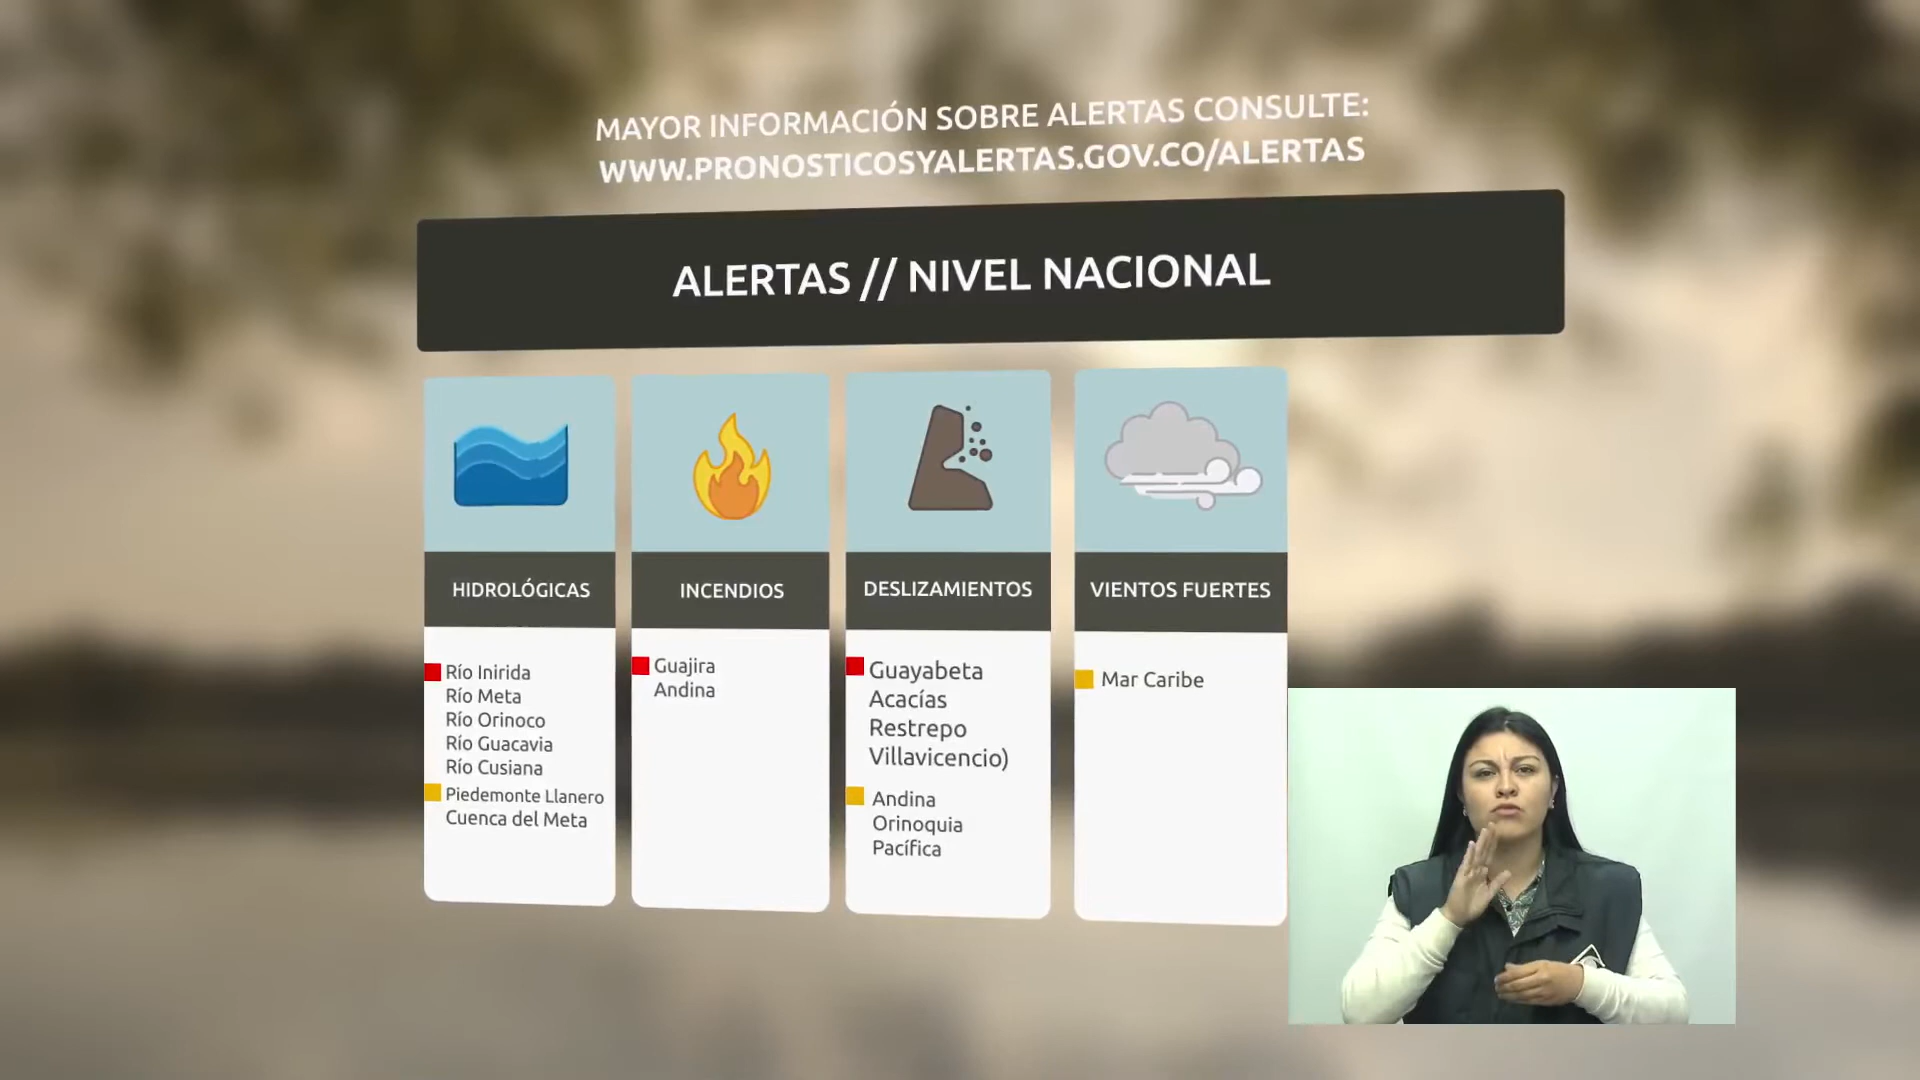 MAYOR INFORMACIÓN SOBRE ALERTAS CONSULTE:
WWW.PRONOSTICOSYALERTAS.GOV.CO/ALERTAS
ALERTAS // NIVEL NACIONAL
HIDROLÓGICAS
Río Inirida
Río Meta
Río Orinoco
Río Guacavia
Río Cusiana
Piedemonte Llanero
Cuenca del Meta
INCENDIOS
Guajira
Andina
DESLIZAMIENTOS
Guayabeta
Acacías
Restrepo
Villavicencio)
Andina
Orinoquia
Pacífica
VIENTOS FUERTES
Mar Caribe